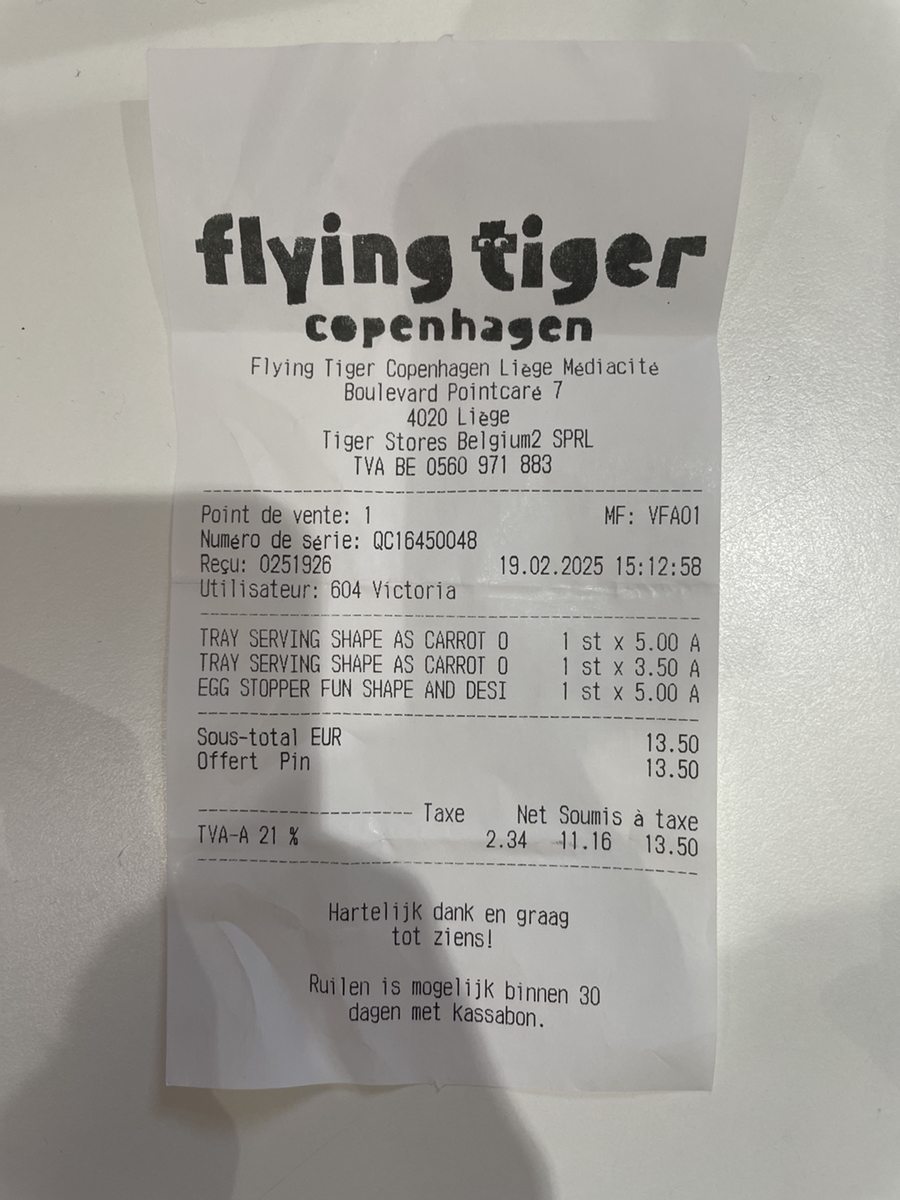 flying tiger
copenhagen
Flying Tiger Copenhagen Liège Médiacité
Boulevard Pointcaré 7
4020 Liège
Tiger Stores Belgium2 SPRL
TVA BE 0560 971 883
Point de vente: 1 MF: VFA01
Numéro de série: QC16450048
Reçu: 0251926 19.02.2025 15:12:58
Utilisateur: 604 Victoria
TRAY SERVING SHAPE AS CARROT O 1 st x 5.00 A
TRAY SERVING SHAPE AS CARROT O 1 st x 3.50 A
EGG STOPPER FUN SHAPE AND DESI 1 st x 5.00 A
Sous-total EUR 13.50
Offert Pin 13.50
Taxe Net Soumis à taxe
TVA-A 21 % 2.34 11.16 13.50
Hartelijk dank en graag
tot ziens!
Ruilen is mogelijk binnen 30
dagen met kassabon.